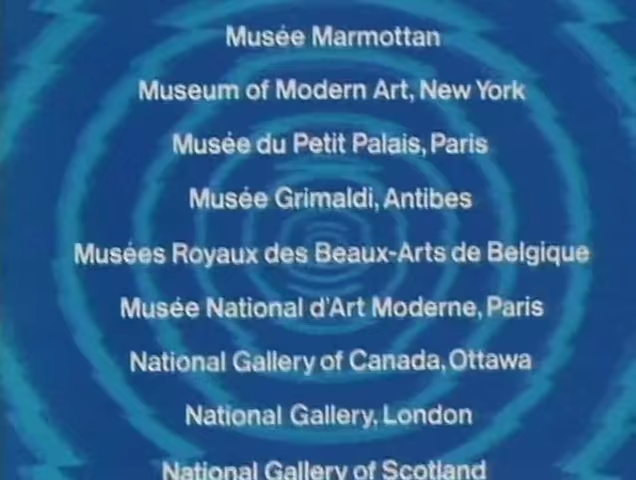 Musée Marmottan
Museum of Modern Art, New York
Musée du Petit Palais, Paris
Musée Grimaldi, Antibes
Musées Royaux des Beaux-Arts de Belgique
Musée National d'Art Moderne, Paris
National Gallery of Canada, Ottawa
National Gallery, London
National Gallery of Scotland